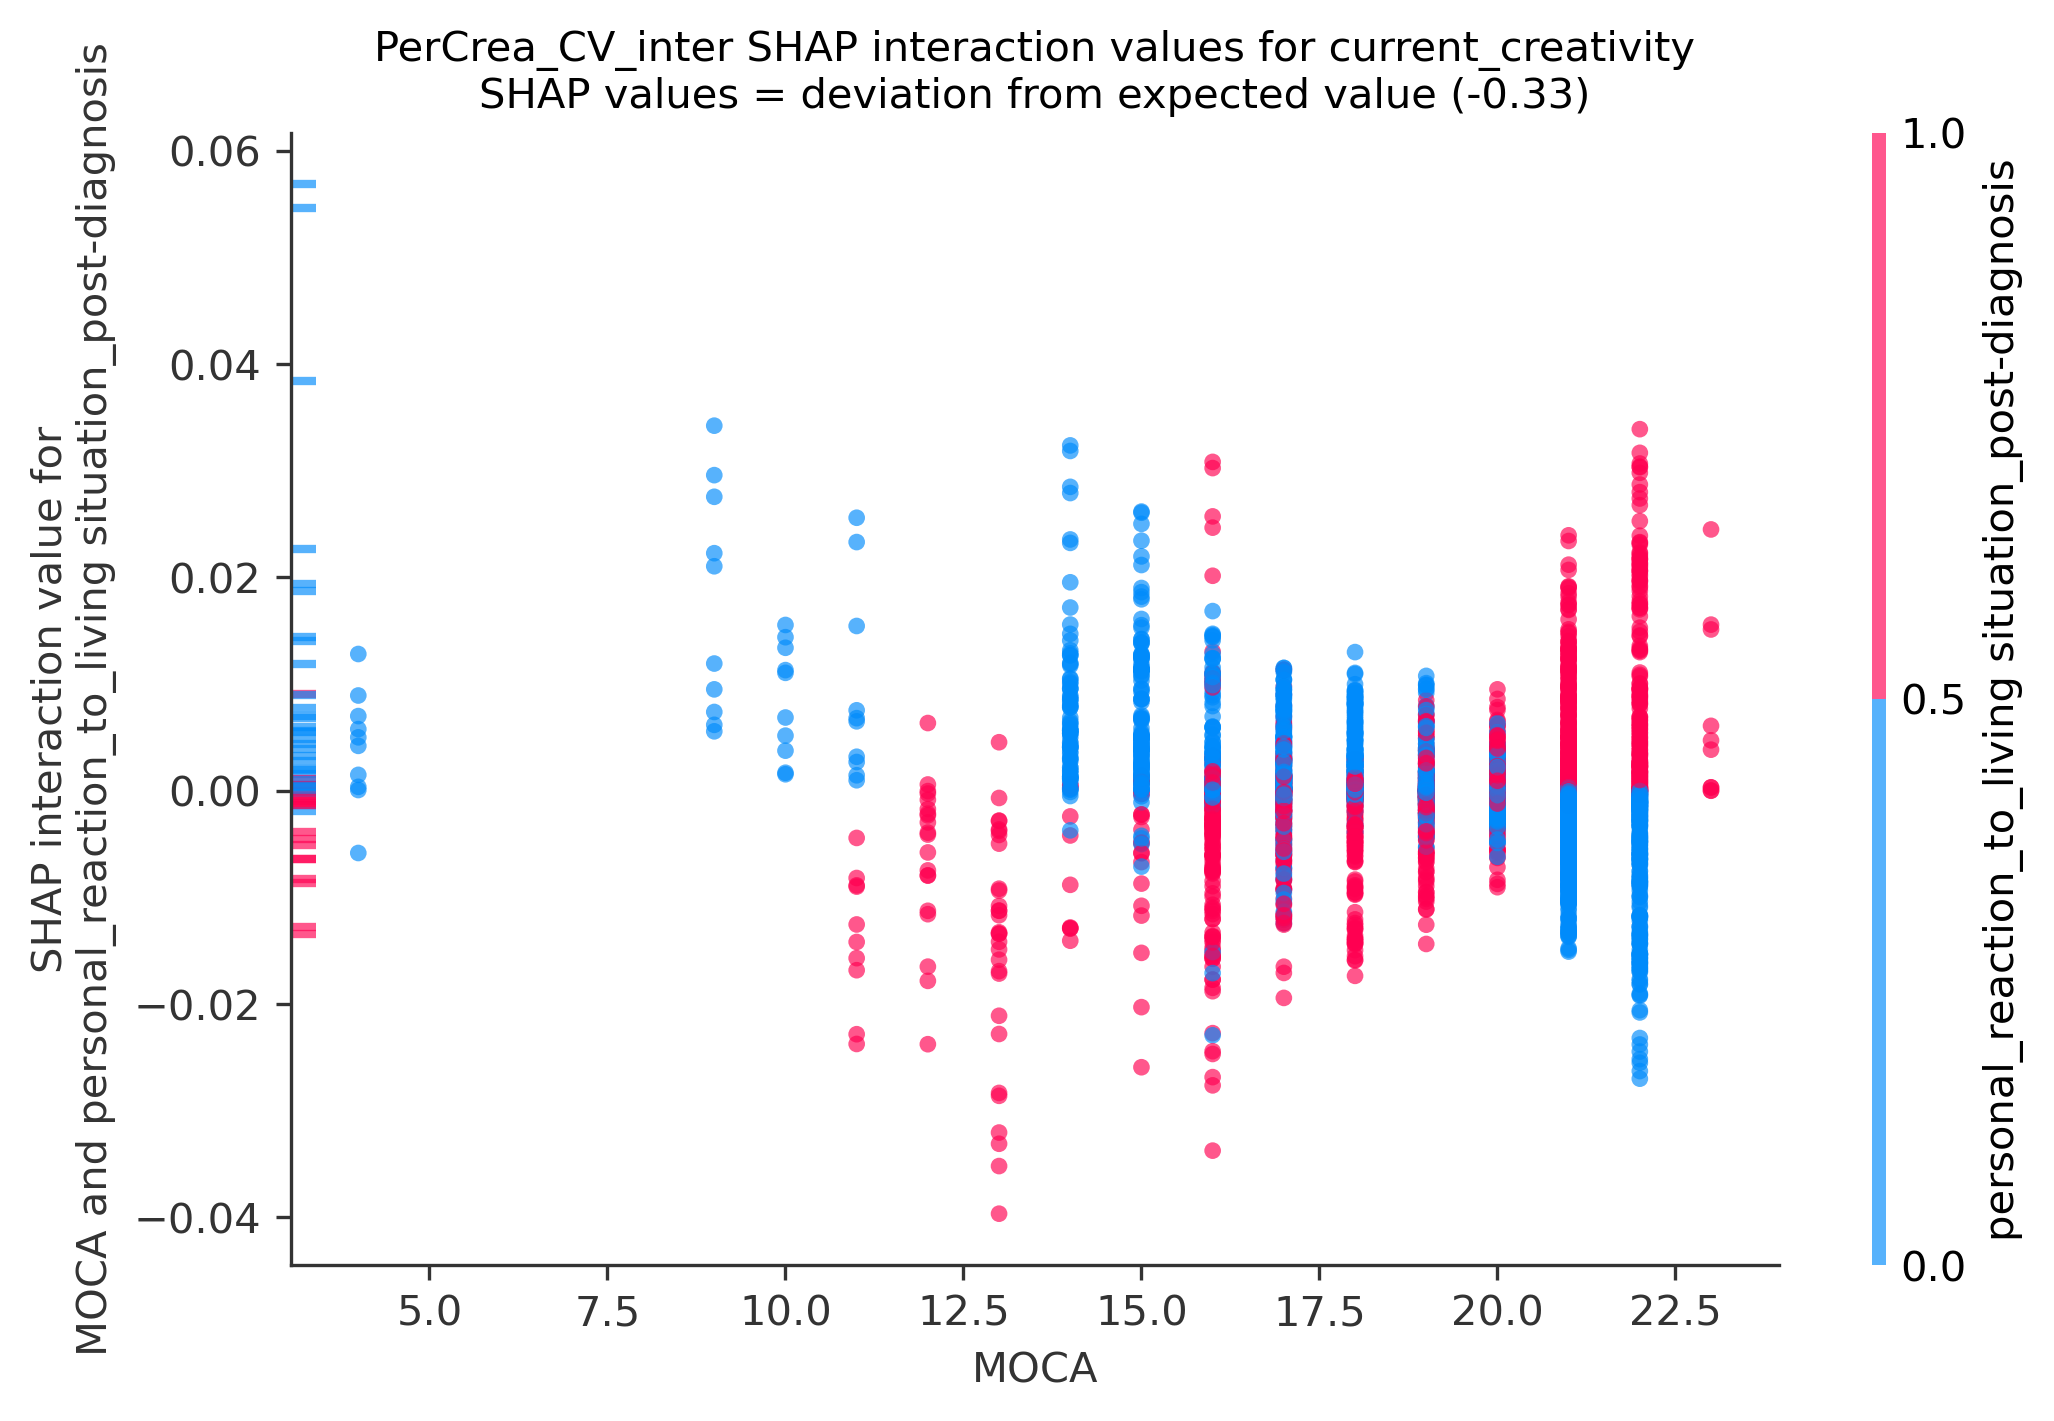 PerCrea_CV_inter SHAP interaction values for current_creativity
SHAP values = deviation from expected value (-0.33)
SHAP interaction value for
MOCA and personal_reaction_to_living situation_post-diagnosis
0.06
0.04
0.02
0.00
−0.02
−0.04
5.0
7.5
10.0
12.5
15.0
17.5
20.0
22.5
MOCA
1.0
0.5
0.0
personal_reaction_to_living situation_post-diagnosis